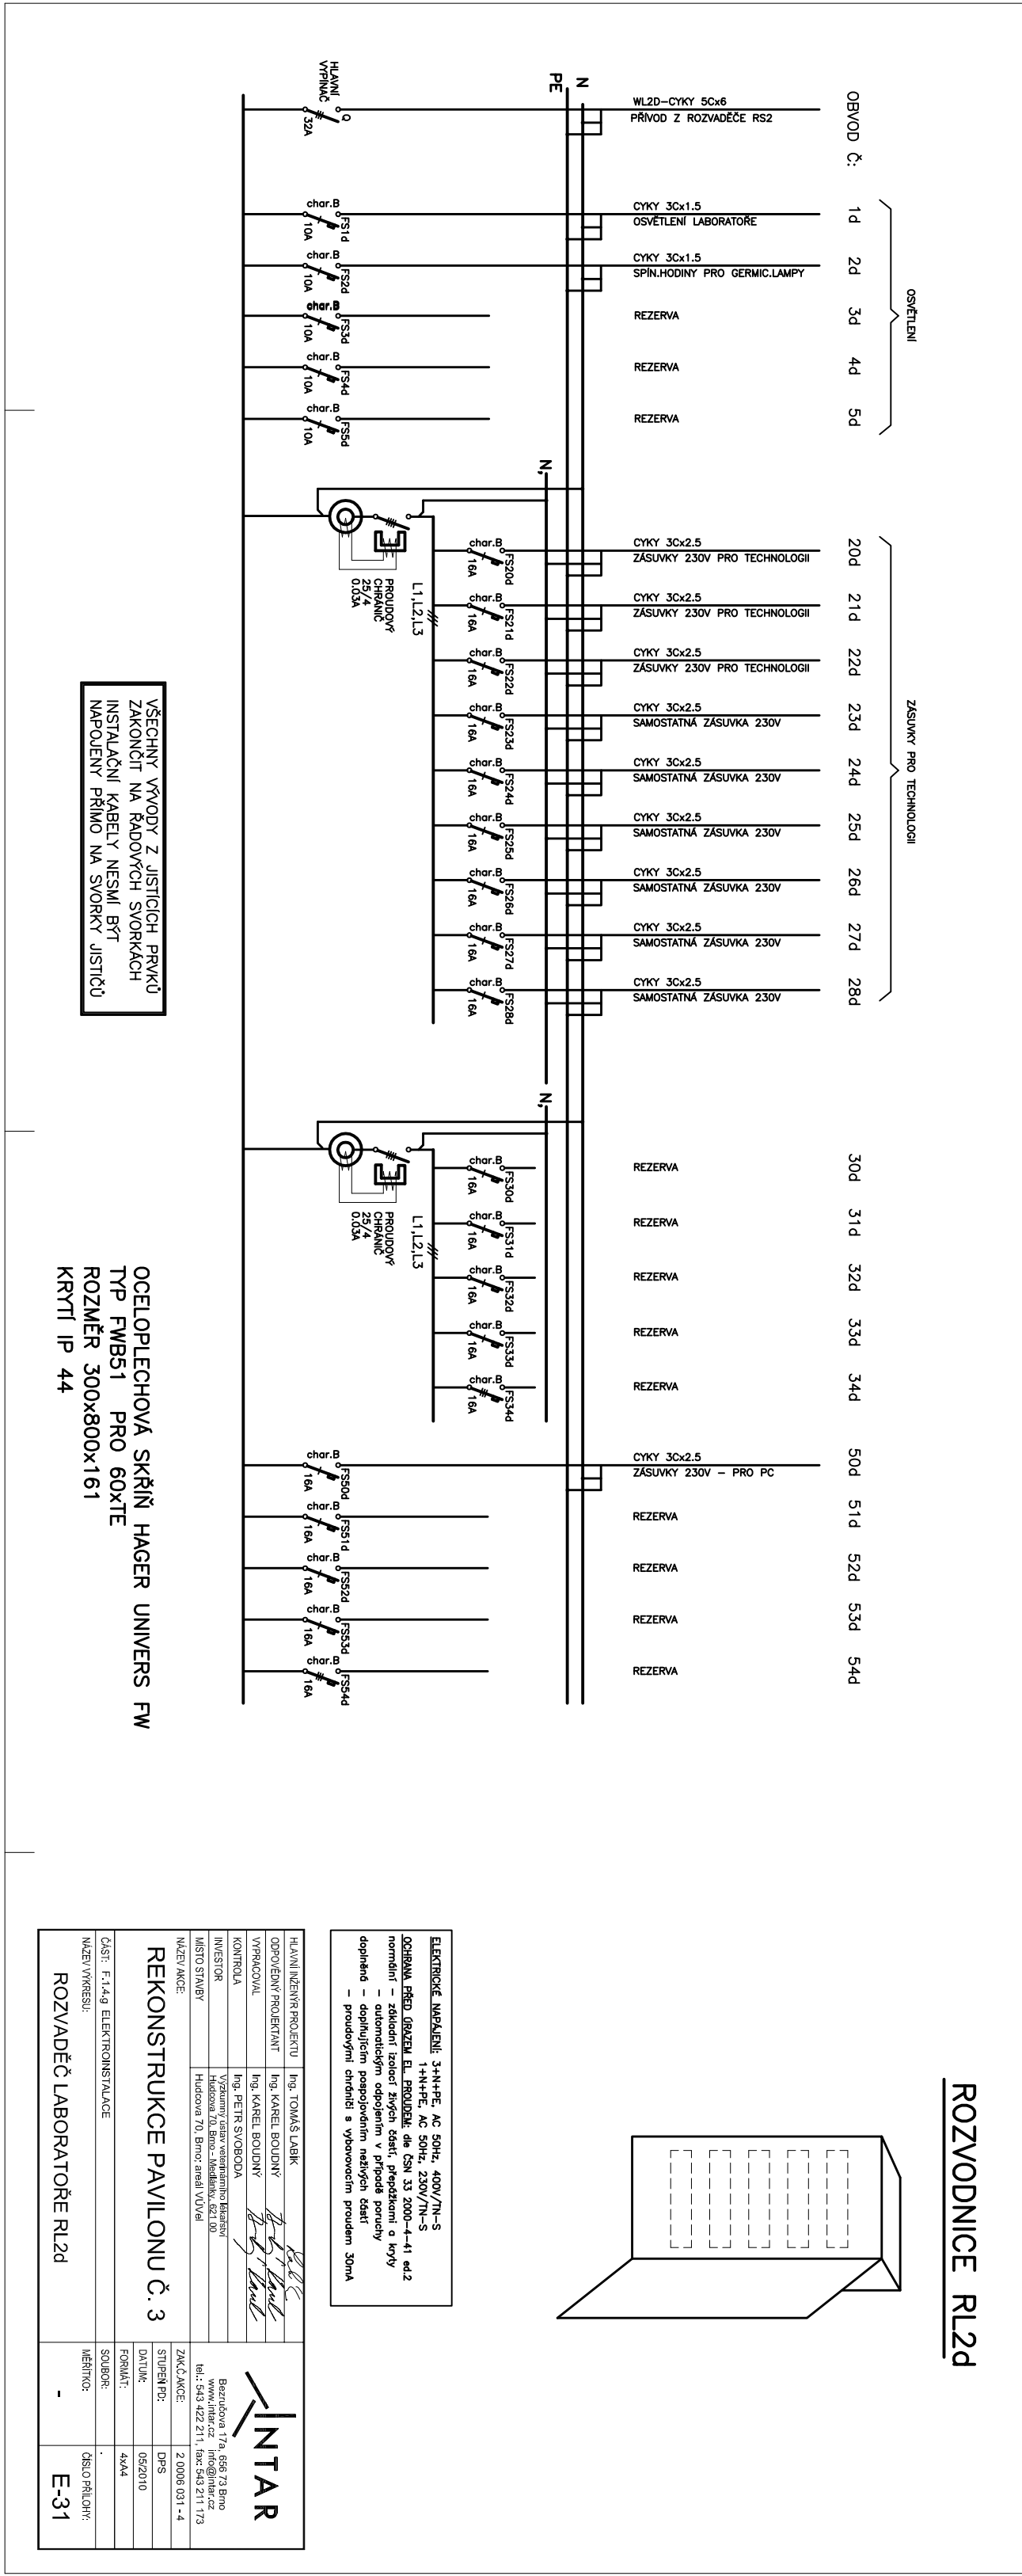 ROZVODNICE RL2d
OBVOD Č:
1d
2d
3d
4d
5d
20d
21d
22d
23d
24d
25d
26d
27d
28d
30d
31d
32d
33d
34d
50d
51d
52d
53d
54d
OSVĚTLENÍ
ZÁSUVKY PRO TECHNOLOGII
WL2D-CYKY 5Cx6
PŘÍVOD Z ROZVADĚČE RS2
CYKY 3Cx1.5
OSVĚTLENÍ LABORATOŘE
CYKY 3Cx1.5
SPÍN.HODINY PRO GERMIC.LAMPY
REZERVA
REZERVA
REZERVA
CYKY 3Cx2.5
ZÁSUVKY 230V PRO TECHNOLOGII
CYKY 3Cx2.5
ZÁSUVKY 230V PRO TECHNOLOGII
CYKY 3Cx2.5
ZÁSUVKY 230V PRO TECHNOLOGII
CYKY 3Cx2.5
SAMOSTATNÁ ZÁSUVKA 230V
CYKY 3Cx2.5
SAMOSTATNÁ ZÁSUVKA 230V
CYKY 3Cx2.5
SAMOSTATNÁ ZÁSUVKA 230V
CYKY 3Cx2.5
SAMOSTATNÁ ZÁSUVKA 230V
CYKY 3Cx2.5
SAMOSTATNÁ ZÁSUVKA 230V
CYKY 3Cx2.5
SAMOSTATNÁ ZÁSUVKA 230V
REZERVA
REZERVA
REZERVA
REZERVA
REZERVA
CYKY 3Cx2.5
ZÁSUVKY 230V - PRO PC
REZERVA
REZERVA
REZERVA
REZERVA
N
PE
N,
N,
HLAVNÍ
VYPÍNAČ
Q
32A
char.B
FS1d
10A
char.B
FS2d
10A
char.B
FS3d
10A
char.B
FS4d
10A
char.B
FS5d
10A
L1,L2,L3
PROUDOVÝ
CHRÁNIČ
25/4
0.03A
char.B
FS20d
16A
char.B
FS21d
16A
char.B
FS22d
16A
char.B
FS23d
16A
char.B
FS24d
16A
char.B
FS25d
16A
char.B
FS26d
16A
char.B
FS27d
16A
char.B
FS28d
16A
L1,L2,L3
PROUDOVÝ
CHRÁNIČ
25/4
0.03A
char.B
FS30d
16A
char.B
FS31d
16A
char.B
FS32d
16A
char.B
FS33d
16A
char.B
FS34d
16A
char.B
FS50d
16A
char.B
FS51d
16A
char.B
FS52d
16A
char.B
FS53d
16A
char.B
FS54d
16A
VŠECHNY VÝVODY Z JISTÍCÍCH PRVKŮ
ZAKONČIT NA ŘADOVÝCH SVORKÁCH
INSTALAČNÍ KABELY NESMÍ BÝT
NAPOJENY PŘÍMO NA SVORKY JISTIČŮ
OCELOPLECHOVÁ SKŘÍŇ HAGER UNIVERS FW
TYP FWB51 PRO 60xTE
ROZMĚR 300x800x161
KRYTÍ IP 44
ELEKTRICKÉ NAPÁJENÍ: 3+N+PE, AC 50Hz, 400V/TN-S
1+N+PE, AC 50Hz, 230V/TN-S
OCHRANA PŘED ÚRAZEM EL. PROUDEM: dle ČSN 33 2000-4-41 ed.2
normální - základní izolací živých částí, přepážkami a kryty
- automatickým odpojením v případě poruchy
doplněná - doplňujícím pospojováním neživých částí
- proudovými chrániči s vybavovacím proudem 30mA
HLAVNÍ INŽENÝR PROJEKTU Ing. TOMÁŠ LABÍK
ODPOVĚDNÝ PROJEKTANT Ing. KAREL BOUDNÝ
VYPRACOVAL Ing. KAREL BOUDNÝ
KONTROLA Ing. PETR SVOBODA
INVESTOR Výzkumný ústav veterinárního lékařství
Hudcova 70, Brno - Medlánky, 621 00
MÍSTO STAVBY Hudcova 70, Brno; areál VÚVel
INTAR
Bezručova 17a, 656 73 Brno
www.intar.cz info@intar.cz
tel.: 543 422 211, fax: 543 211 173
NÁZEV AKCE:
REKONSTRUKCE PAVILONU Č. 3
ZAK.Č.AKCE: 2 0006 031 - 4
STUPEŇ PD: DPS
DATUM: 05/2010
FORMÁT: 4xA4
ČÁST: F.1.4.g ELEKTROINSTALACE
SOUBOR: .
NÁZEV VÝKRESU:
ROZVADĚČ LABORATOŘE RL2d
MĚŘÍTKO:
-
ČÍSLO PŘÍLOHY:
E-31